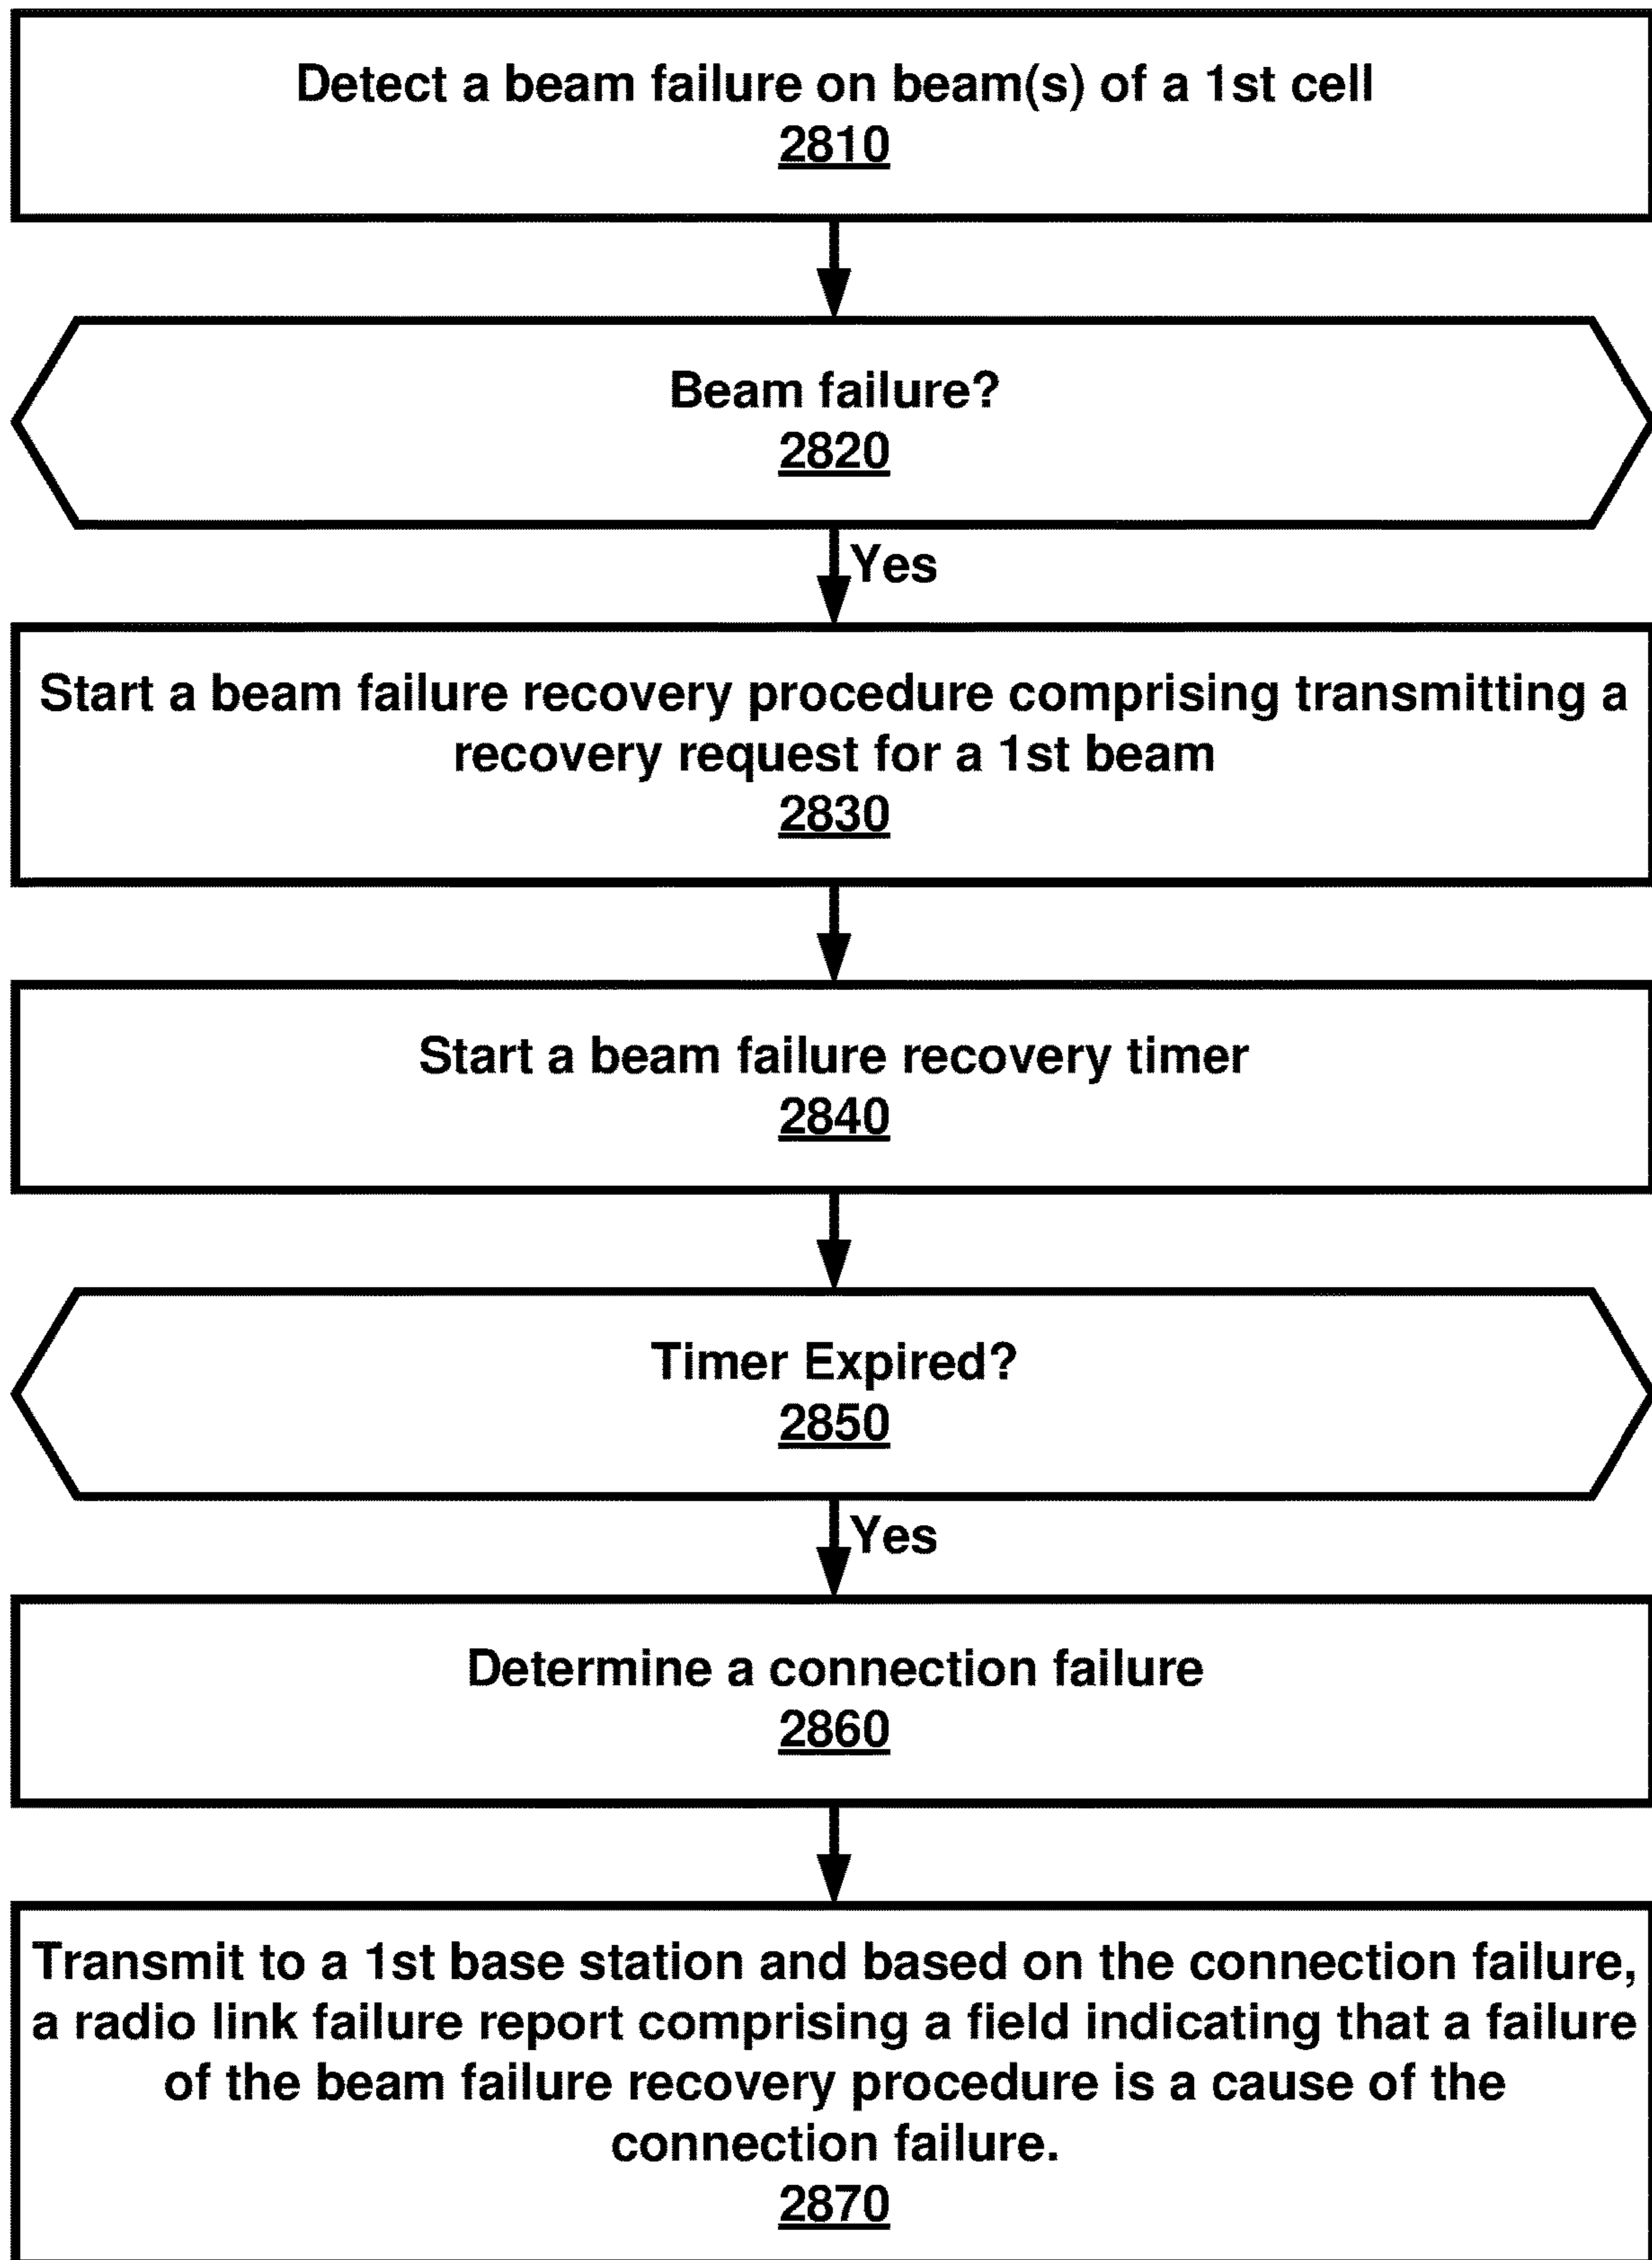 Detect a beam failure on beam(s) of a 1st cell
2810
Beam failure?
2820
Yes
Start a beam failure recovery procedure comprising transmitting a
recovery request for a 1st beam
2830
Start a beam failure recovery timer
2840
Timer Expired?
2850
Yes
Determine a connection failure
2860
Transmit to a 1st base station and based on the connection failure,
a radio link failure report comprising a field indicating that a failure
of the beam failure recovery procedure is a cause of the
connection failure.
2870